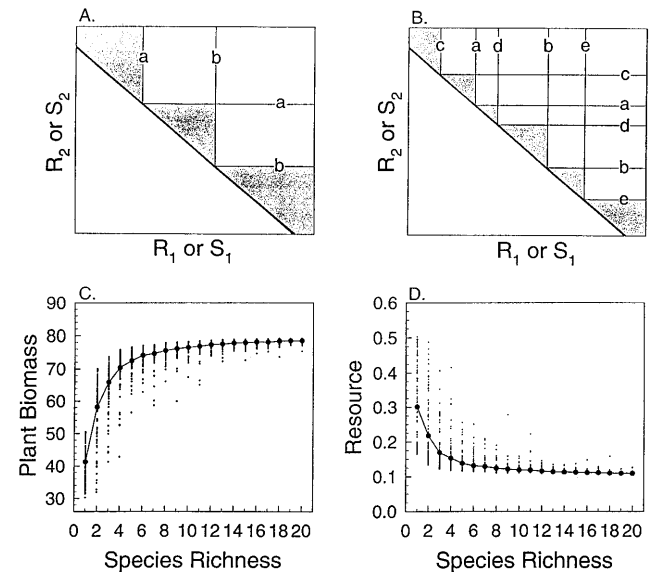 A.
a
b
a
b
R2 or S2
R1 or S1
B.
c a d b e
c
a
d
b
e
R2 or S2
R1 or S1
C.
90
80
70
60
50
40
30
Plant Biomass
0 2 4 6 8 10 12 14 16 18 20
Species Richness
D.
0.6
0.5
0.4
0.3
0.2
0.1
0.0
Resource
0 2 4 6 8 10 12 14 16 18 20
Species Richness